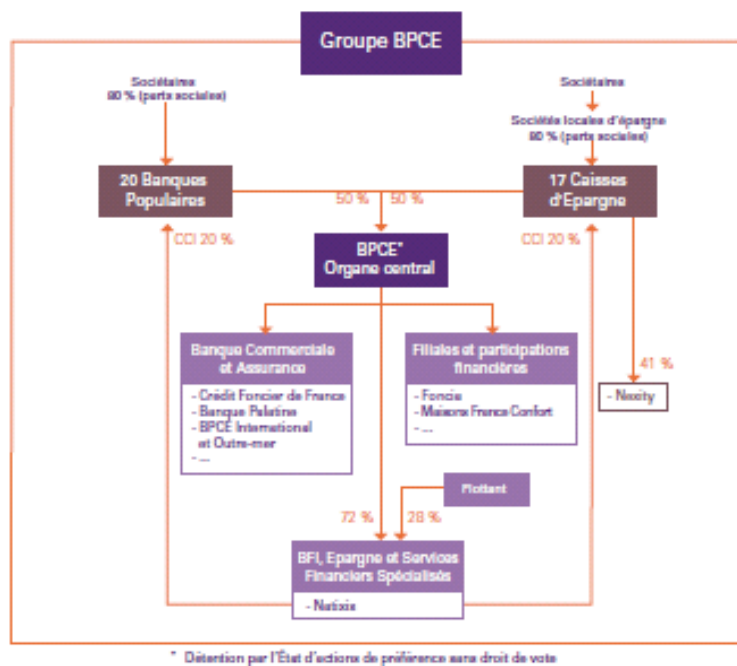 Groupe BPCE
Sociétaires
80 % (parts sociales)
Sociétaires
Sociétés locales d'épargne
80 % (parts sociales)
20 Banques
Populaires
17 Caisses
d'Epargne
50 %
50 %
CCI 20 %
CCI 20 %
BPCE*
Organe central
Banque Commerciale
et Assurance
- Crédit Foncier de France
- Banque Palatine
- BPCE International
et Outre-mer
- ...
Filiales et participations
financières
- Foncia
- Maisons France Confort
- ...
41 %
- Nexity
Flottant
72 %
28 %
BFI, Epargne et Services
Financiers Spécialisés
- Natixis
* Détention par l'État d'actions de préférence sans droit de vote